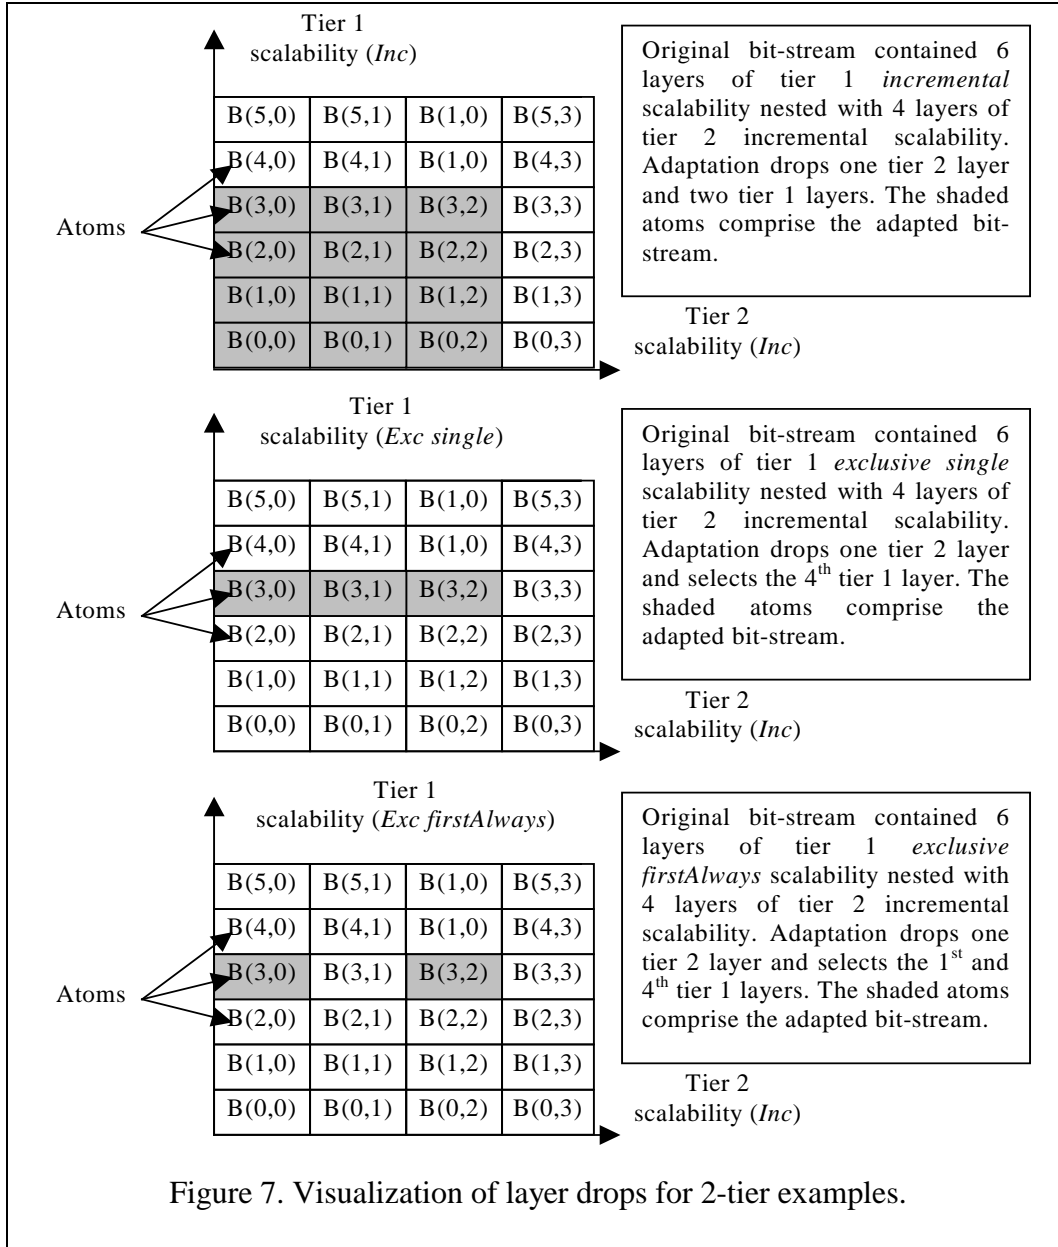 Tier 1
scalability (Inc)
B(5,0) B(5,1) B(1,0) B(5,3)
B(4,0) B(4,1) B(1,0) B(4,3)
B(3,0) B(3,1) B(3,2) B(3,3)
B(2,0) B(2,1) B(2,2) B(2,3)
B(1,0) B(1,1) B(1,2) B(1,3)
B(0,0) B(0,1) B(0,2) B(0,3)
Atoms
Original bit-stream contained 6
layers of tier 1 incremental
scalability nested with 4 layers of
tier 2 incremental scalability.
Adaptation drops one tier 2 layer
and two tier 1 layers. The shaded
atoms comprise the adapted bit-
stream.
Tier 2
scalability (Inc)
Tier 1
scalability (Exc single)
B(5,0) B(5,1) B(1,0) B(5,3)
B(4,0) B(4,1) B(1,0) B(4,3)
B(3,0) B(3,1) B(3,2) B(3,3)
B(2,0) B(2,1) B(2,2) B(2,3)
B(1,0) B(1,1) B(1,2) B(1,3)
B(0,0) B(0,1) B(0,2) B(0,3)
Atoms
Original bit-stream contained 6
layers of tier 1 exclusive single
scalability nested with 4 layers of
tier 2 incremental scalability.
Adaptation drops one tier 2 layer
and selects the 4th tier 1 layer. The
shaded atoms comprise the
adapted bit-stream.
Tier 2
scalability (Inc)
Tier 1
scalability (Exc firstAlways)
B(5,0) B(5,1) B(1,0) B(5,3)
B(4,0) B(4,1) B(1,0) B(4,3)
B(3,0) B(3,1) B(3,2) B(3,3)
B(2,0) B(2,1) B(2,2) B(2,3)
B(1,0) B(1,1) B(1,2) B(1,3)
B(0,0) B(0,1) B(0,2) B(0,3)
Atoms
Original bit-stream contained 6
layers of tier 1 exclusive
firstAlways scalability nested with
4 layers of tier 2 incremental
scalability. Adaptation drops one
tier 2 layer and selects the 1st and
4th tier 1 layers. The shaded atoms
comprise the adapted bit-stream.
Tier 2
scalability (Inc)
Figure 7. Visualization of layer drops for 2-tier examples.